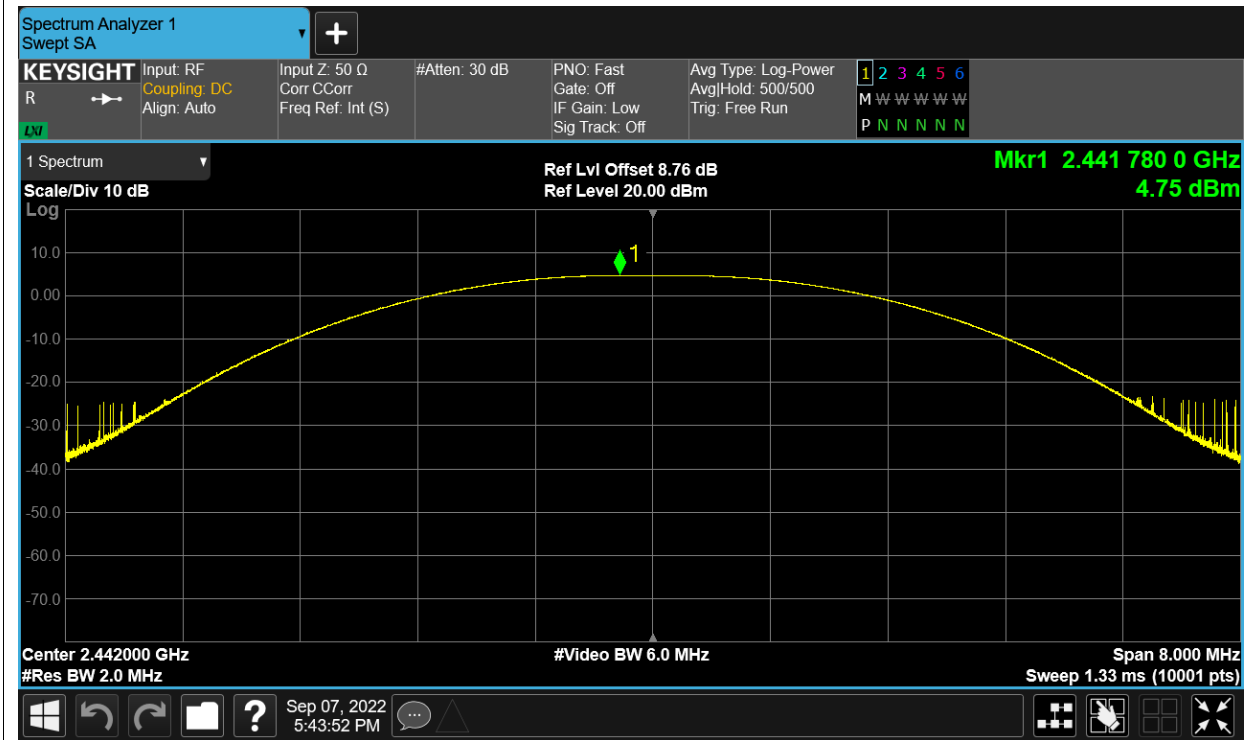 Spectrum Analyzer 1
Swept SA
+
KEYSIGHT
R
LXI
Input: RF
Coupling: DC
Align: Auto
Input Z: 50 Ω
Corr CCorr
Freq Ref: Int (S)
#Atten: 30 dB
PNO: Fast
Gate: Off
IF Gain: Low
Sig Track: Off
Avg Type: Log-Power
Avg|Hold: 500/500
Trig: Free Run
1 2 3 4 5 6
M W W W W W
P N N N N N
1 Spectrum
Scale/Div 10 dB
Log
Ref Lvl Offset 8.76 dB
Ref Level 20.00 dBm
Mkr1 2.441 780 0 GHz
4.75 dBm
1
10.0
0.00
-10.0
-20.0
-30.0
-40.0
-50.0
-60.0
-70.0
Center 2.442000 GHz
#Res BW 2.0 MHz
#Video BW 6.0 MHz
Span 8.000 MHz
Sweep 1.33 ms (10001 pts)
?
Sep 07, 2022
5:43:52 PM